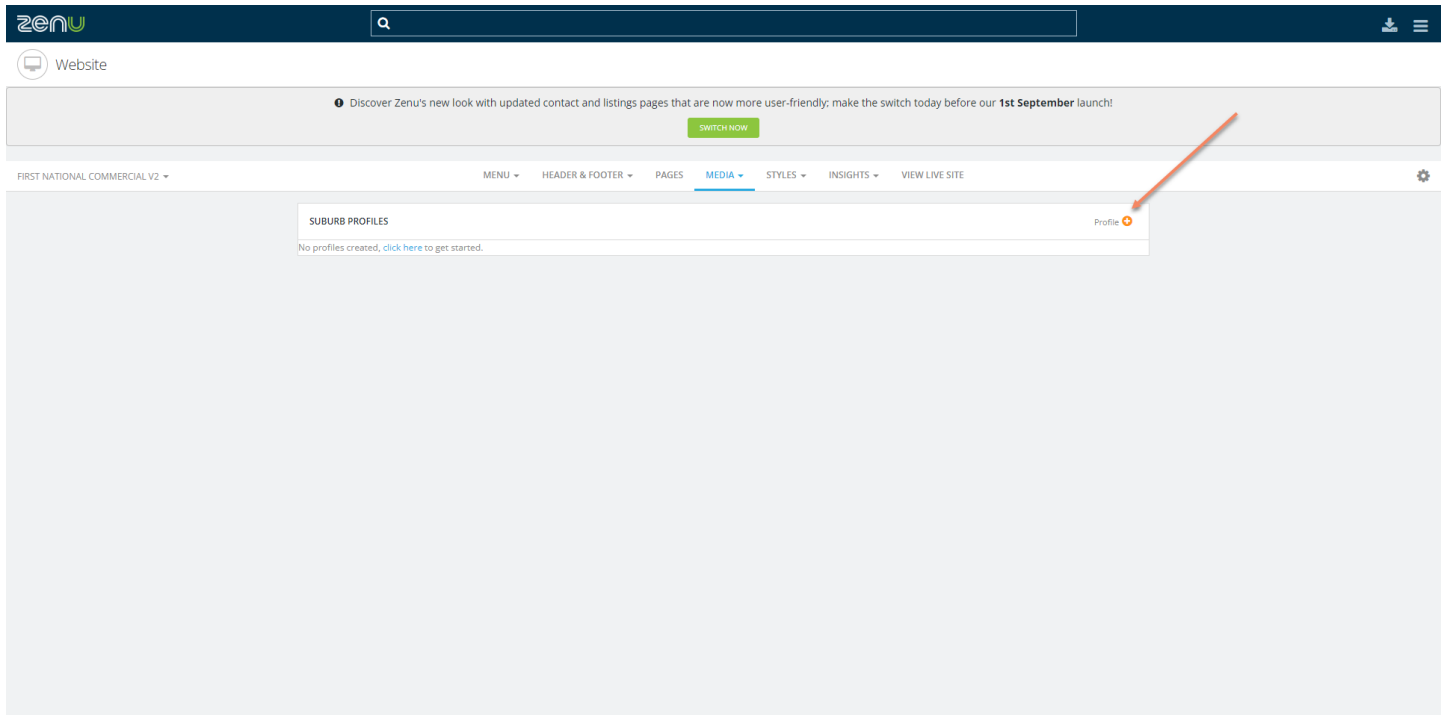 zenu
Website
Discover Zenu's new look with updated contact and listings pages that are now more user-friendly; make the switch today before our 1st September launch!
SWITCH NOW
FIRST NATIONAL COMMERCIAL V2 MENU HEADER & FOOTER PAGES MEDIA STYLES INSIGHTS VIEW LIVE SITE
SUBURB PROFILES Profile
No profiles created, click here to get started.